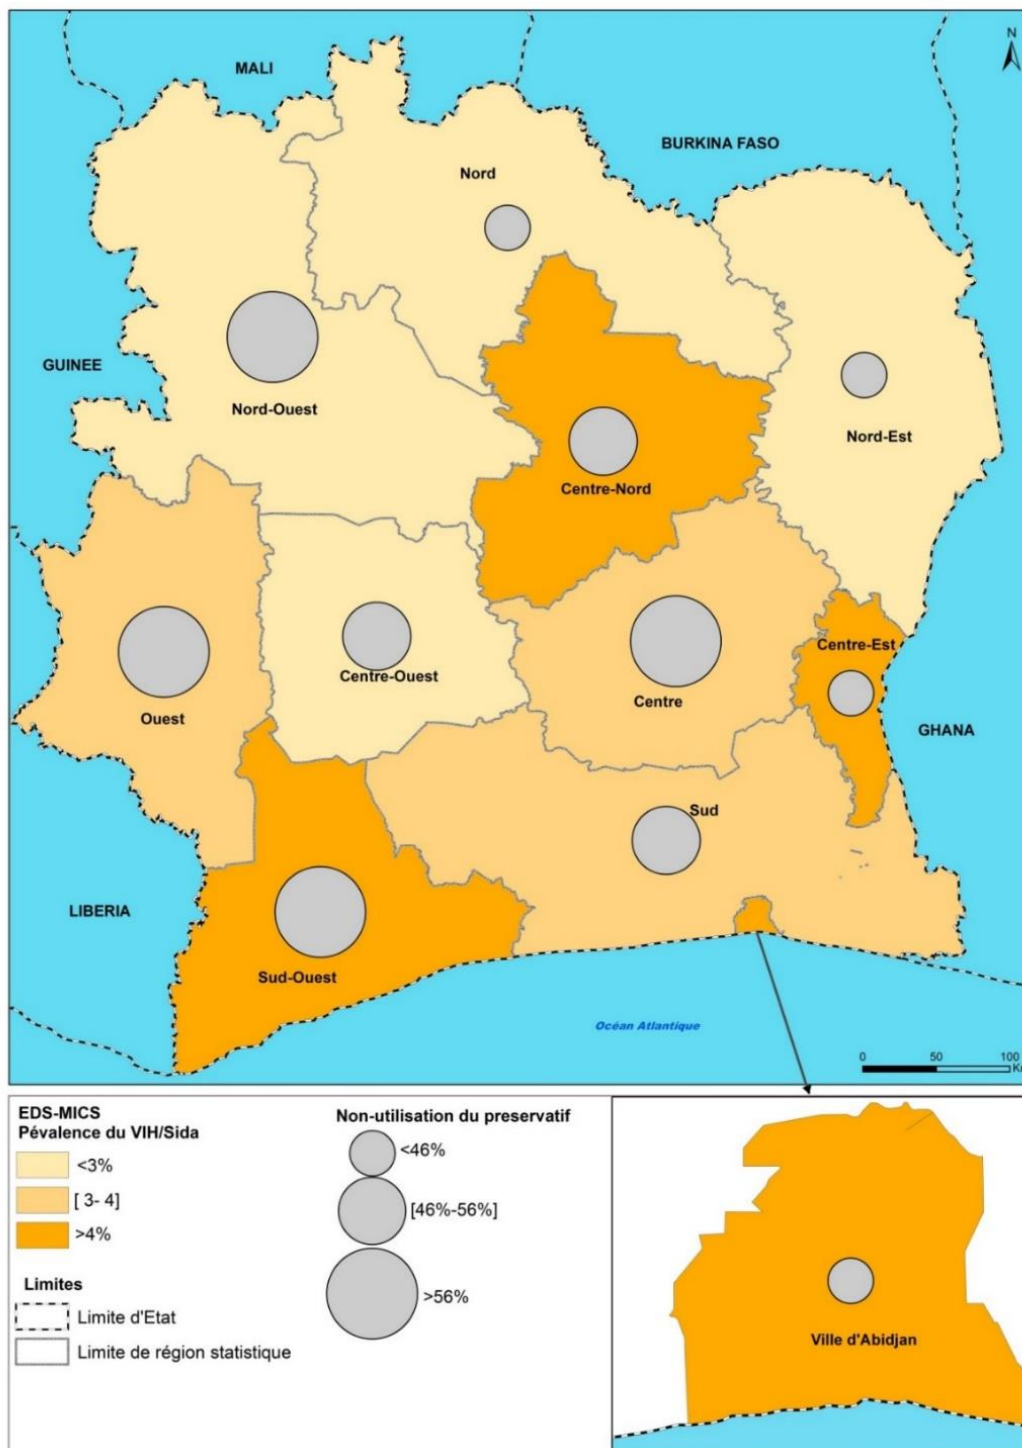 N
MALI
BURKINA FASO
Nord
GUINEE
Nord-Ouest
Nord-Est
Centre-Nord
Centre-Est
Centre-Ouest
Centre
Ouest
GHANA
Sud
LIBERIA
Sud-Ouest
Océan Atlantique
0 50 100
Km
EDS-MICS
Pévalence du VIH/Sida
<3%
[ 3- 4]
>4%
Limites
Limite d'Etat
Limite de région statistique
Non-utilisation du preservatif
<46%
[46%-56%]
>56%
Ville d'Abidjan